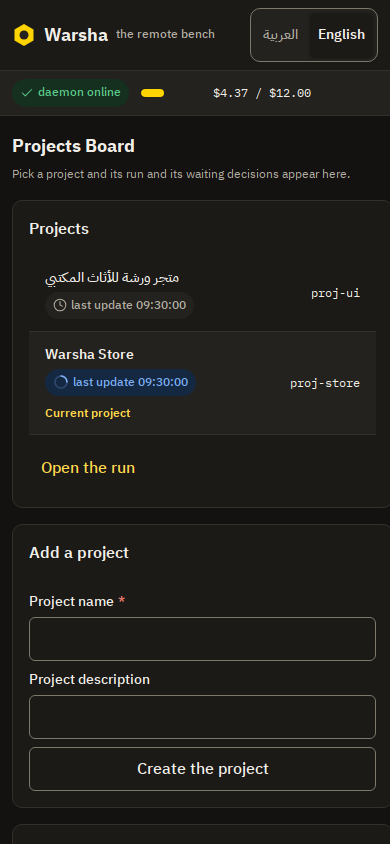 Warsha the remote bench العربية English
daemon online $4.37 / $12.00
Projects Board
Pick a project and its run and its waiting decisions appear here.
Projects
متجر ورشة للأثاث المكتبي
last update 09:30:00 proj-ui
Warsha Store
last update 09:30:00 proj-store
Current project
Open the run
Add a project
Project name *
Project description
Create the project